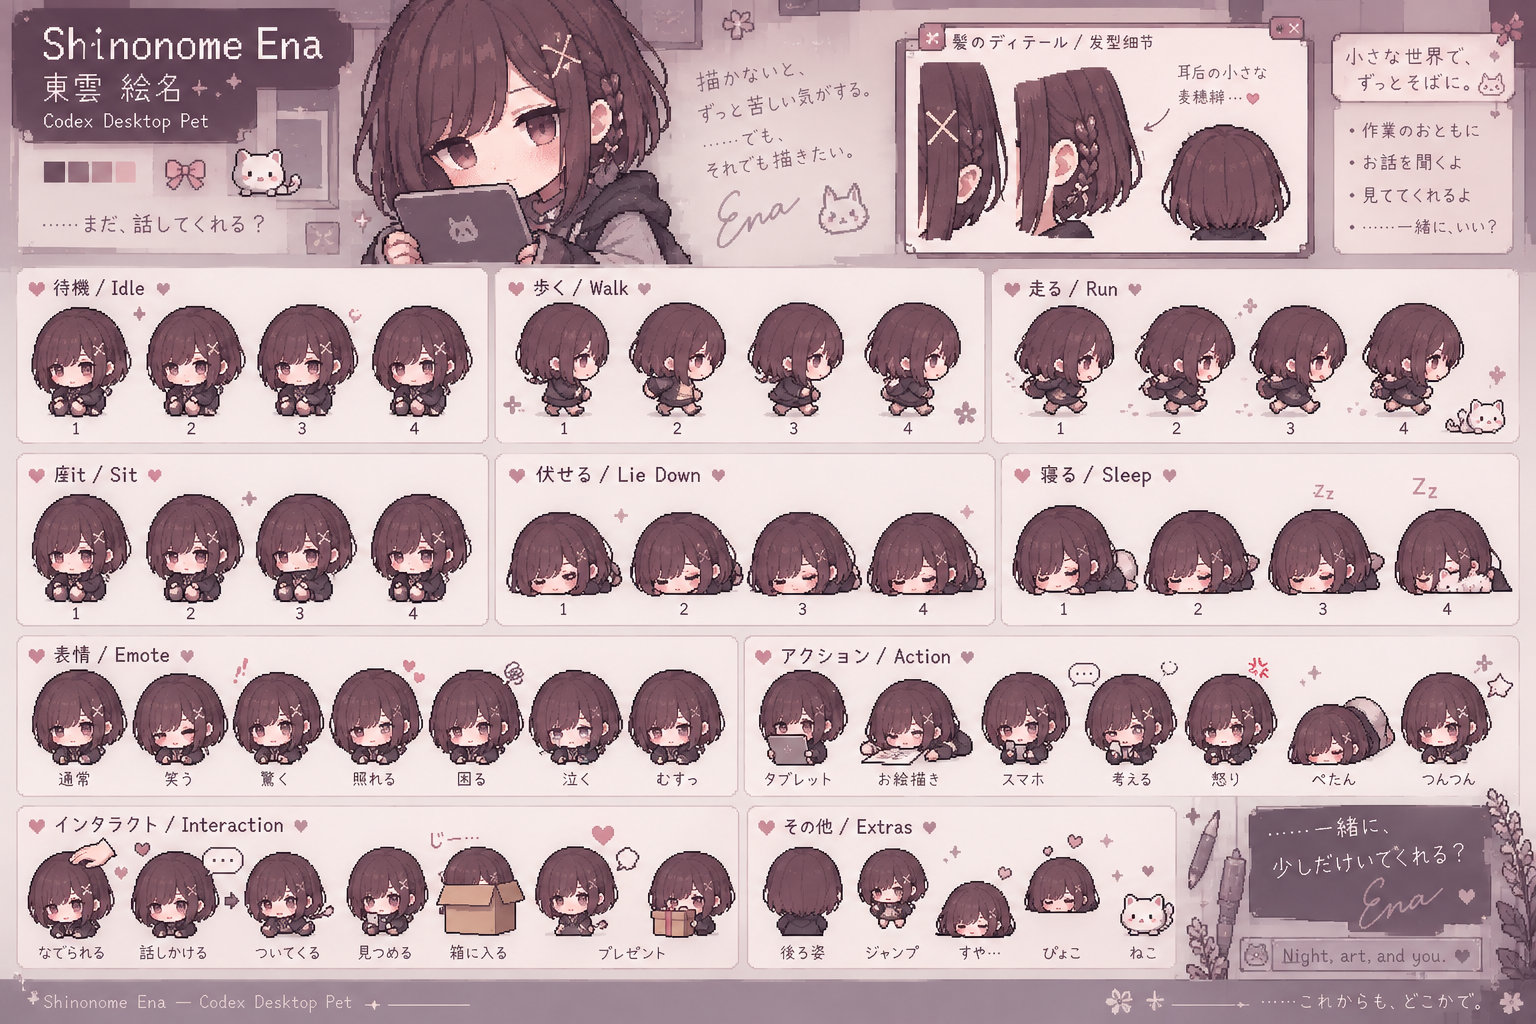 Shinonome Ena
東雲 絵名
Codex Desktop Pet
……まだ、話してくれる？
描かないと、
ずっと苦しい気がする。
……でも、
それでも描きたい。
Ena
髪のディテール / 发型细节
耳后の小さな
麦穂辫…♥
小さな世界で、
ずっとそばに。
• 作業のおともに
• お話を聞くよ
• 見ててくれるよ
• ……一緒に、いい？
♥ 待機 / Idle ♥
1 2 3 4
♥ 歩く / Walk ♥
1 2 3 4
♥ 走る / Run ♥
1 2 3 4
♥ 座it / Sit ♥
1 2 3 4
♥ 伏せる / Lie Down ♥
1 2 3 4
♥ 寝る / Sleep ♥
Zz Zz
1 2 3 4
♥ 表情 / Emote ♥
!!
通常 笑う 驚く 照れる 困る 泣く むすっ
♥ アクション / Action ♥
…
タブレット お絵描き スマホ 考える 怒り ぺたん つんつん
♥ インタラクト / Interaction ♥
…
じー…
なでられる 話しかける ついてくる 見つめる 箱に入る プレゼント
♥ その他 / Extras ♥
後ろ姿 ジャンプ すや… ぴょこ ねこ
……一緒に、
少しだけいてくれる？
Ena
Night, art, and you. ♥
Shinonome Ena — Codex Desktop Pet
……これからも、どこかで。